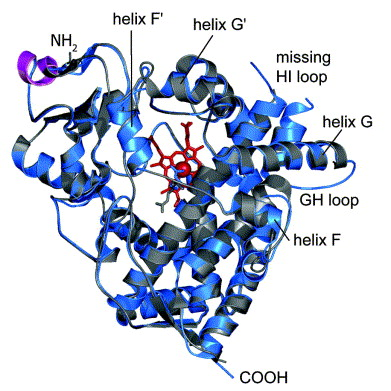 helix F'
helix G'
NH2
missing
HI loop
helix G
GH loop
helix F
COOH